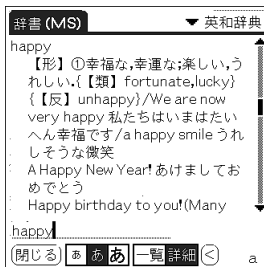 辞書(MS) ▼ 英和辞典
happy
【形】①幸福な,幸運な;楽しい,う
れしい.{【類】fortunate,lucky}
{【反】unhappy}/We are now
very happy 私たちはいまはたい
へん幸福です/a happy smile うれ
しそうな微笑
A Happy New Year! あけましてお
めでとう
Happy birthday to you!(Many
happy
閉じる あ あ あ 一覧 詳細 < a